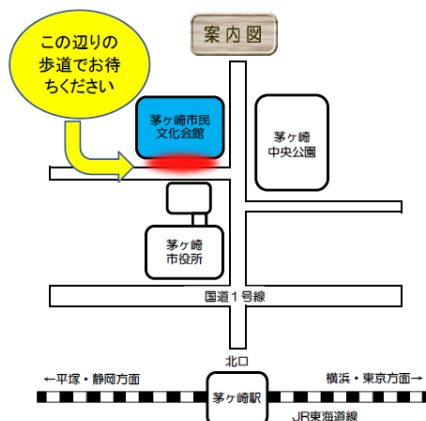 案内図
この辺りの
歩道でお待
ちください
茅ヶ崎市民
文化会館
茅ヶ崎
中央公園
茅ヶ崎
市役所
国道１号線
北口
←平塚・静岡方面
横浜・東京方面→
茅ヶ崎駅
JR東海道線